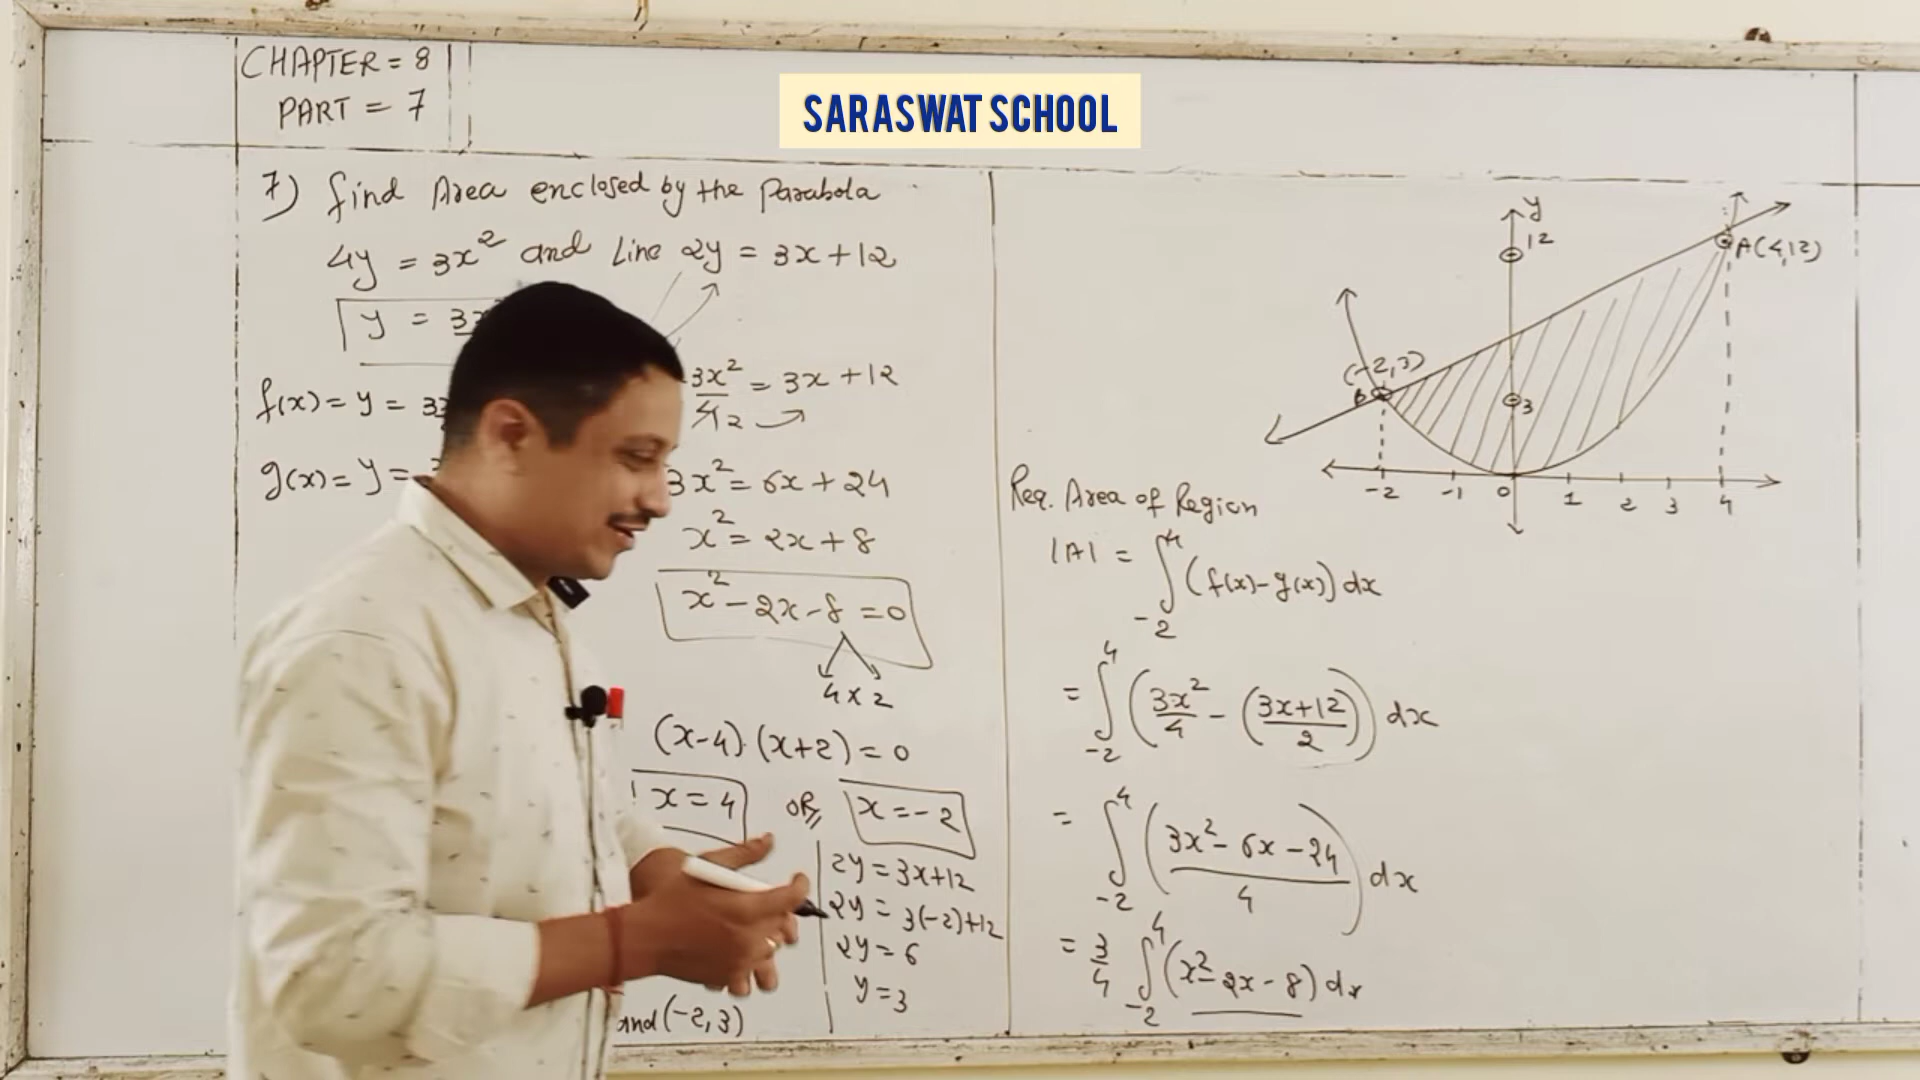 CHAPTER = 8
PART = 7
SARASWAT SCHOOL
7) Find Area enclosed by the Parabola
4y = 3x² and Line 2y = 3x+12
y = 3x
f(x) = y = 3x
g(x) = y =
3x²/4 2 = 3x + 12
3x² = 6x + 24
x² = 2x + 8
x² - 2x - 8 = 0
4 x 2
(x-4) (x+2) = 0
x = 4 OR x = -2
2y = 3x+12
2y = 3(-2)+12
2y = 6
y = 3
and (-2,3)
y
12
A(4,12)
(-2,3)
B
3
-2 -1 0 1 2 3 4
Req. Area of Region
|A| = ∫₋₂⁴ (f(x) - g(x)) dx
= ∫₋₂⁴ (3x²/4 - (3x+12/2)) dx
= ∫₋₂⁴ (3x² - 6x - 24/4) dx
= 3/4 ∫₋₂⁴ (x² - 2x - 8) dx